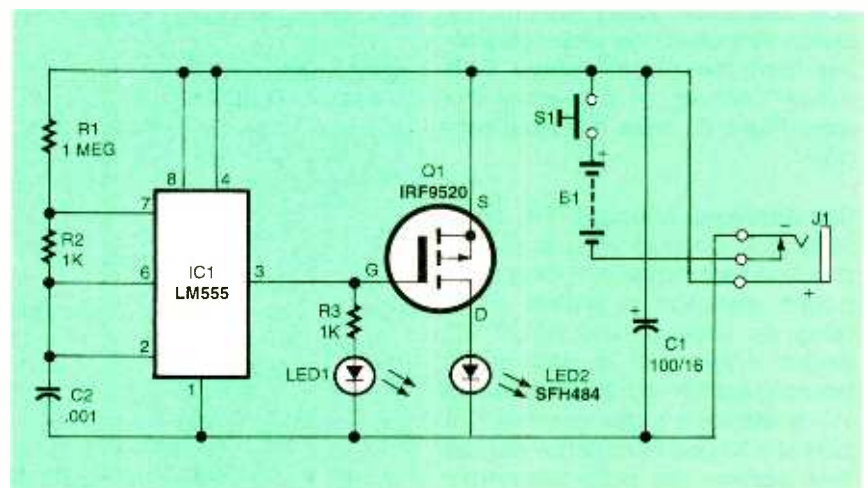 R1
1 MEG
R2
1K
C2
.001
8
4
7
6
2
1
3
IC1
LM555
Q1
IRF9520
S
G
D
R3
1K
LED1
LED2
SFH484
S1
+
B1
+
C1
100/16
J1
−
+